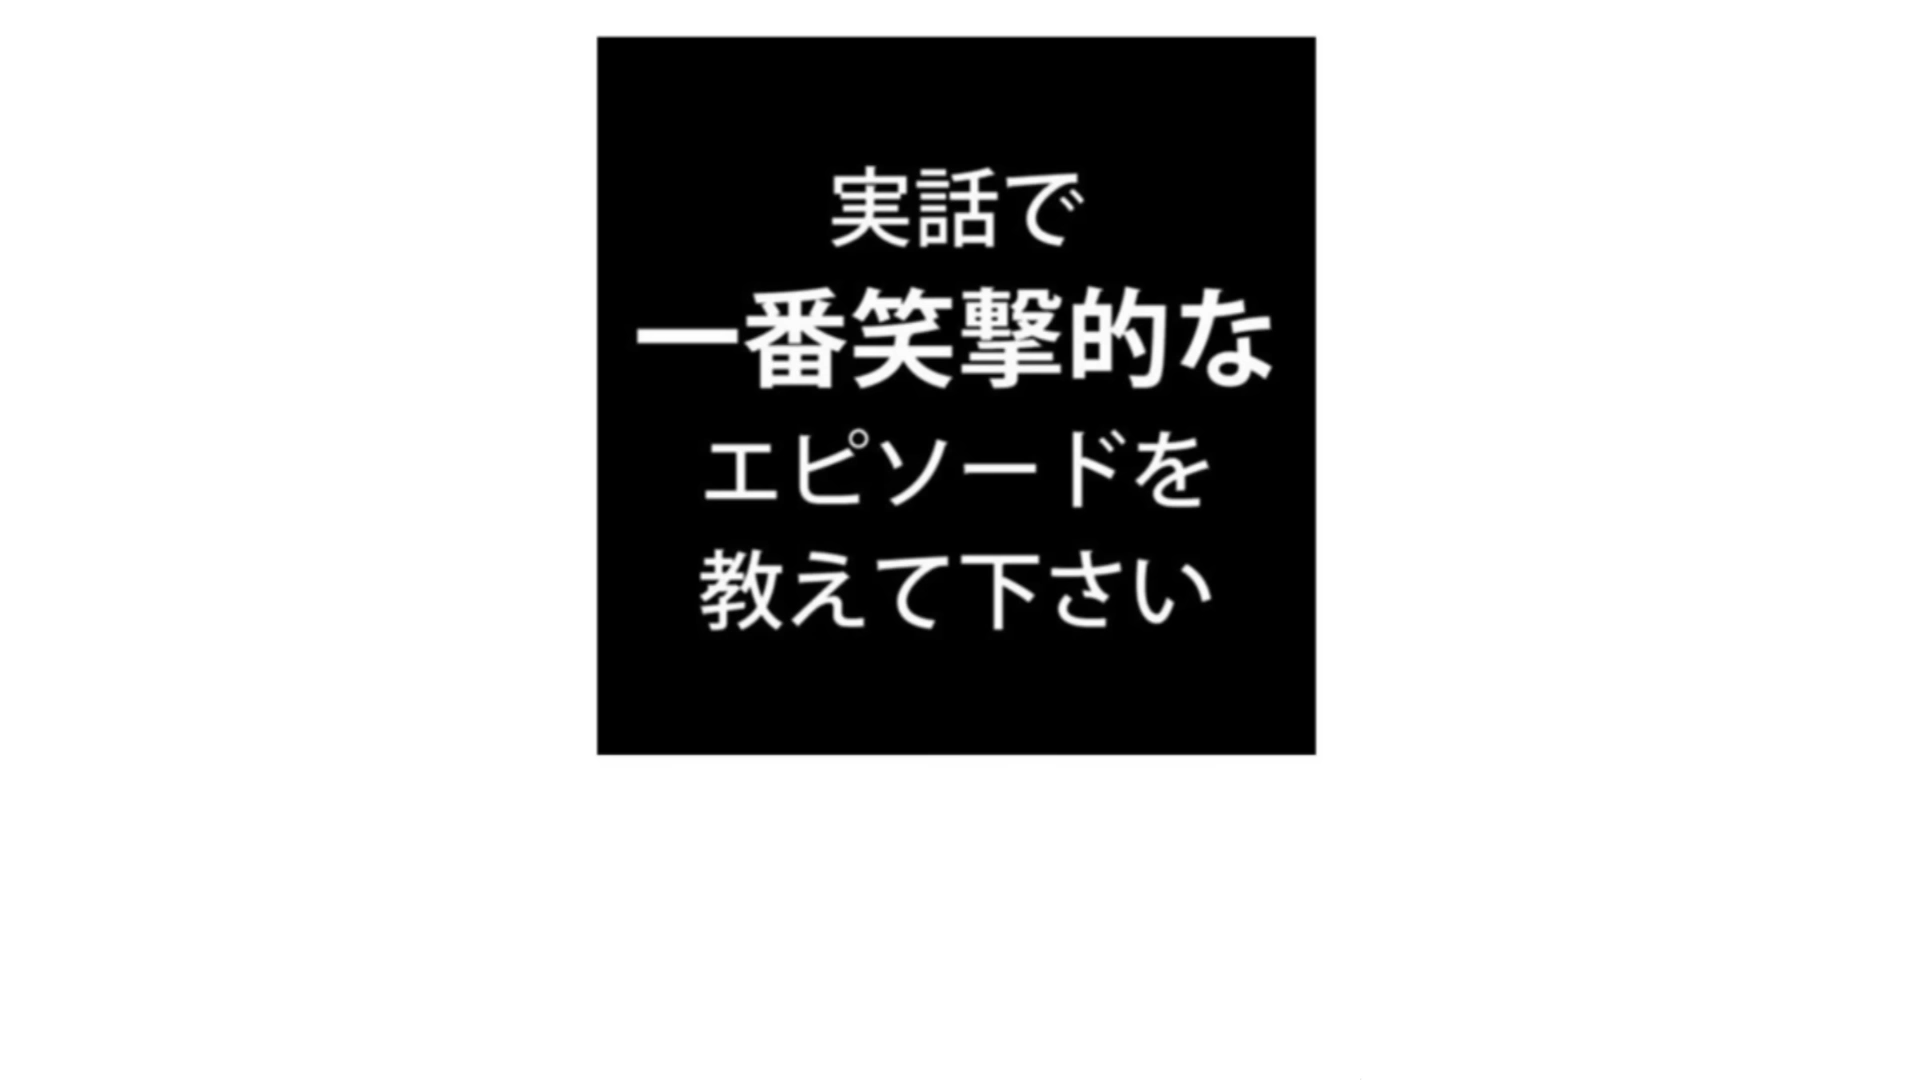 実話で
一番笑撃的な
エピソードを
教えて下さい